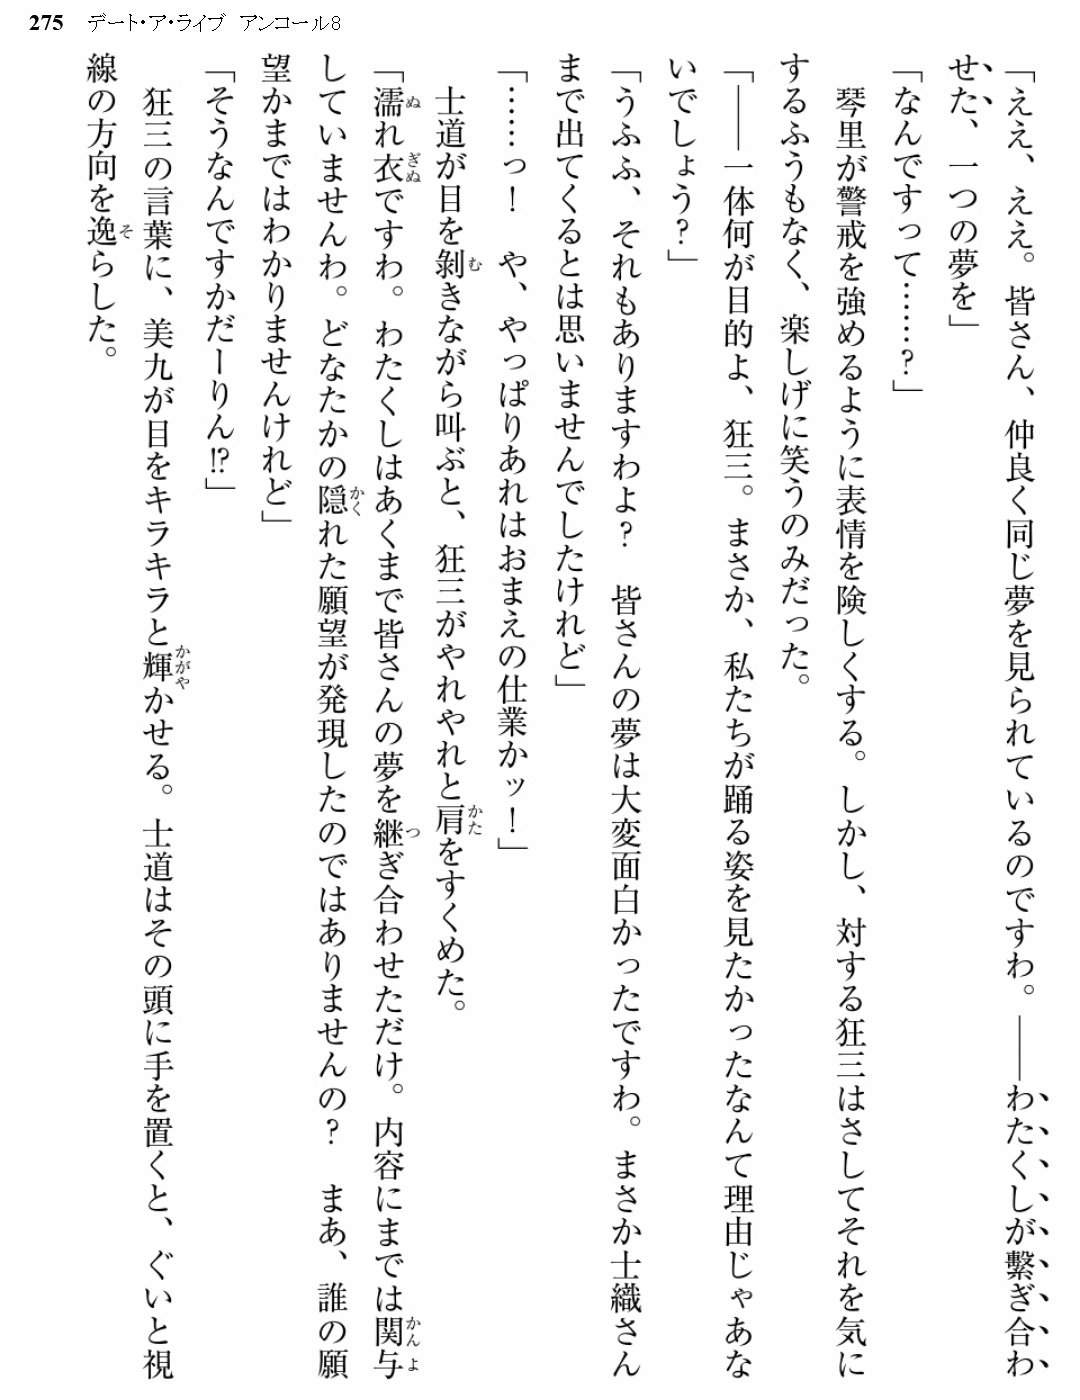 275 デート・ア・ライブ アンコール8
「ええ、ええ。皆さん、仲良く同じ夢を見られているのですわ。――わたくしが繋ぎ合わ
せた、一つの夢を」
「なんですって……?」
　琴里が警戒を強めるように表情を険しくする。しかし、対する狂三はさしてそれを気に
するふうもなく、楽しげに笑うのみだった。
「――一体何が目的よ、狂三。まさか、私たちが踊る姿を見たかったなんて理由じゃあな
いでしょう?」
「うふふ、それもありますわよ?　皆さんの夢は大変面白かったですわ。まさか士織さん
まで出てくるとは思いませんでしたけれど」
「……っ!　や、やっぱりあれはおまえの仕業かッ!」
　士道が目を剝きながら叫ぶと、狂三がやれやれと肩をすくめた。
「濡れ衣ですわ。わたくしはあくまで皆さんの夢を継ぎ合わせただけ。内容にまでは関与
していませんわ。どなたかの隠れた願望が発現したのではありませんの?　まあ、誰の願
望かまではわかりませんけれど」
「そうなんですかだーりん!?」
　狂三の言葉に、美九が目をキラキラと輝かせる。士道はその頭に手を置くと、ぐいと視
線の方向を逸らした。